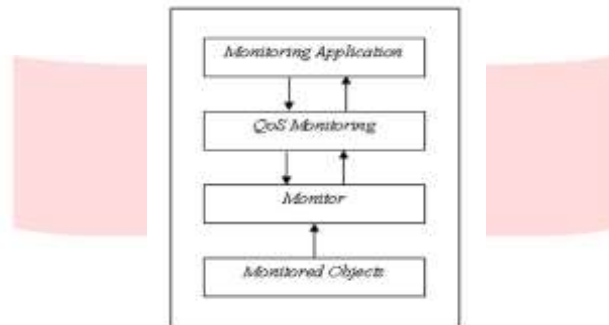 Monitoring Application
QoS Monitoring
Monitor
Monitored Objects